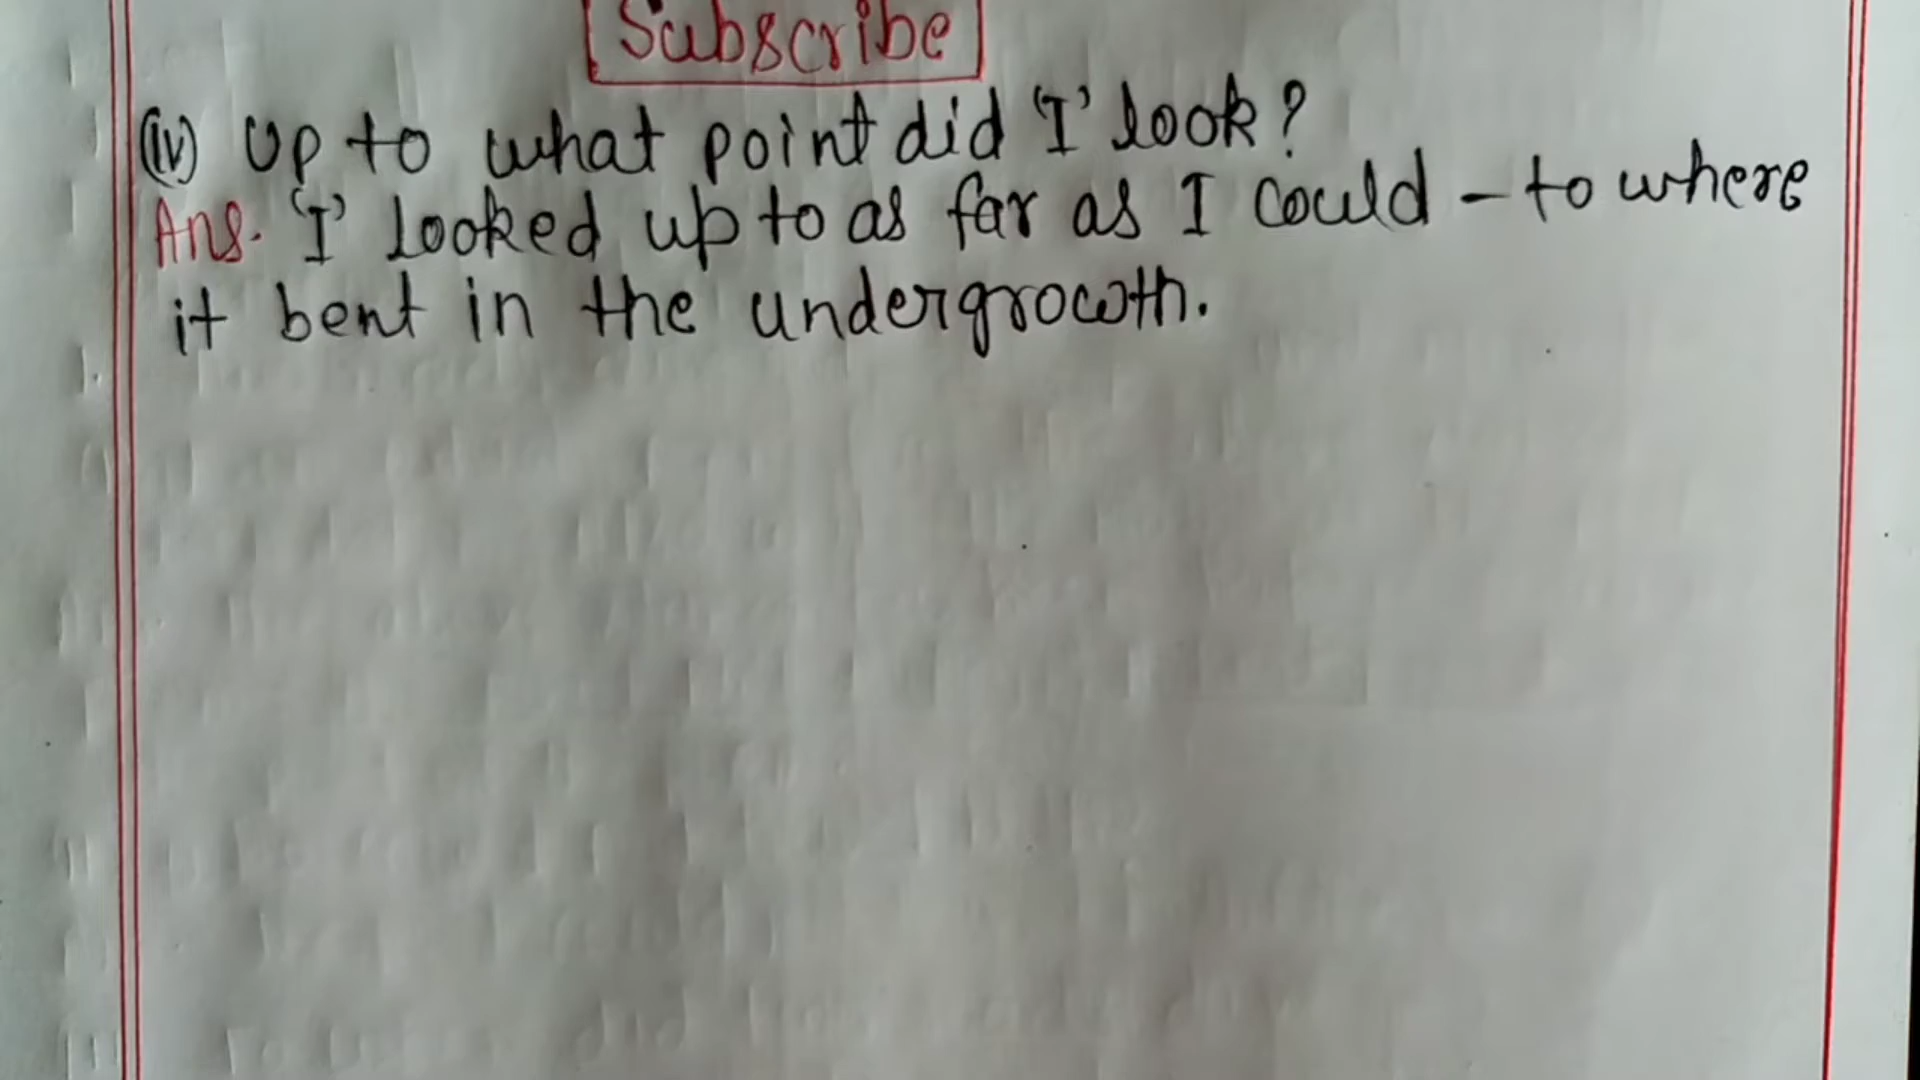 Subscribe
(iv) Up to what point did 'I' look?
Ans. 'I' looked up to as far as I could - to where
it bent in the undergrowth.